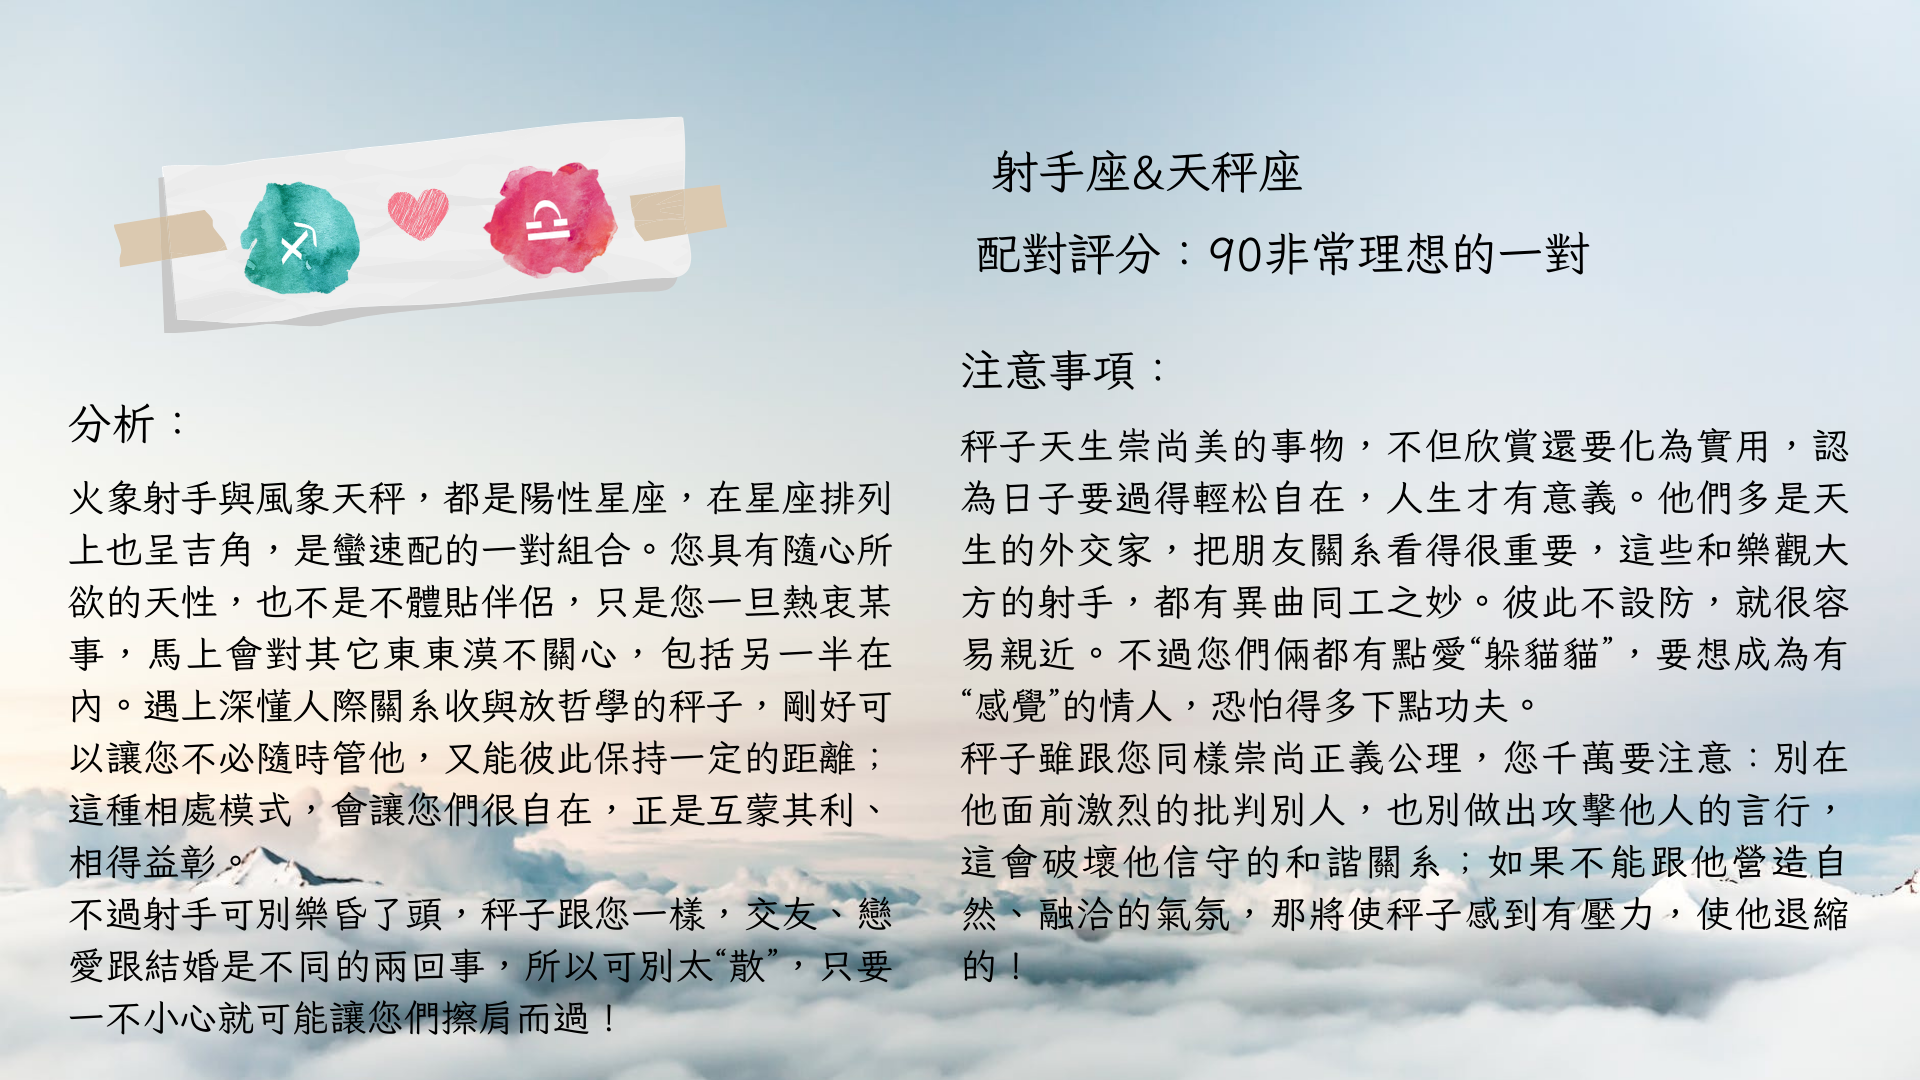 射手座&天秤座
配對評分：90非常理想的一對
分析：
火象射手與風象天秤，都是陽性星座，在星座排列
上也呈吉角，是蠻速配的一對組合。您具有隨心所
欲的天性，也不是不體貼伴侶，只是您一旦熱衷某
事，馬上會對其它東東漠不關心，包括另一半在
內。遇上深懂人際關系收與放哲學的秤子，剛好可
以讓您不必隨時管他，又能彼此保持一定的距離；
這種相處模式，會讓您們很自在，正是互蒙其利、
相得益彰。
不過射手可別樂昏了頭，秤子跟您一樣，交友、戀
愛跟結婚是不同的兩回事，所以可別太“散”，只要
一不小心就可能讓您們擦肩而過！
注意事項：
秤子天生崇尚美的事物，不但欣賞還要化為實用，認
為日子要過得輕松自在，人生才有意義。他們多是天
生的外交家，把朋友關系看得很重要，這些和樂觀大
方的射手，都有異曲同工之妙。彼此不設防，就很容
易親近。不過您們倆都有點愛“躲貓貓”，要想成為有
“感覺”的情人，恐怕得多下點功夫。
秤子雖跟您同樣崇尚正義公理，您千萬要注意：別在
他面前激烈的批判別人，也別做出攻擊他人的言行，
這會破壞他信守的和諧關系；如果不能跟他營造自
然、融洽的氣氛，那將使秤子感到有壓力，使他退縮
的！